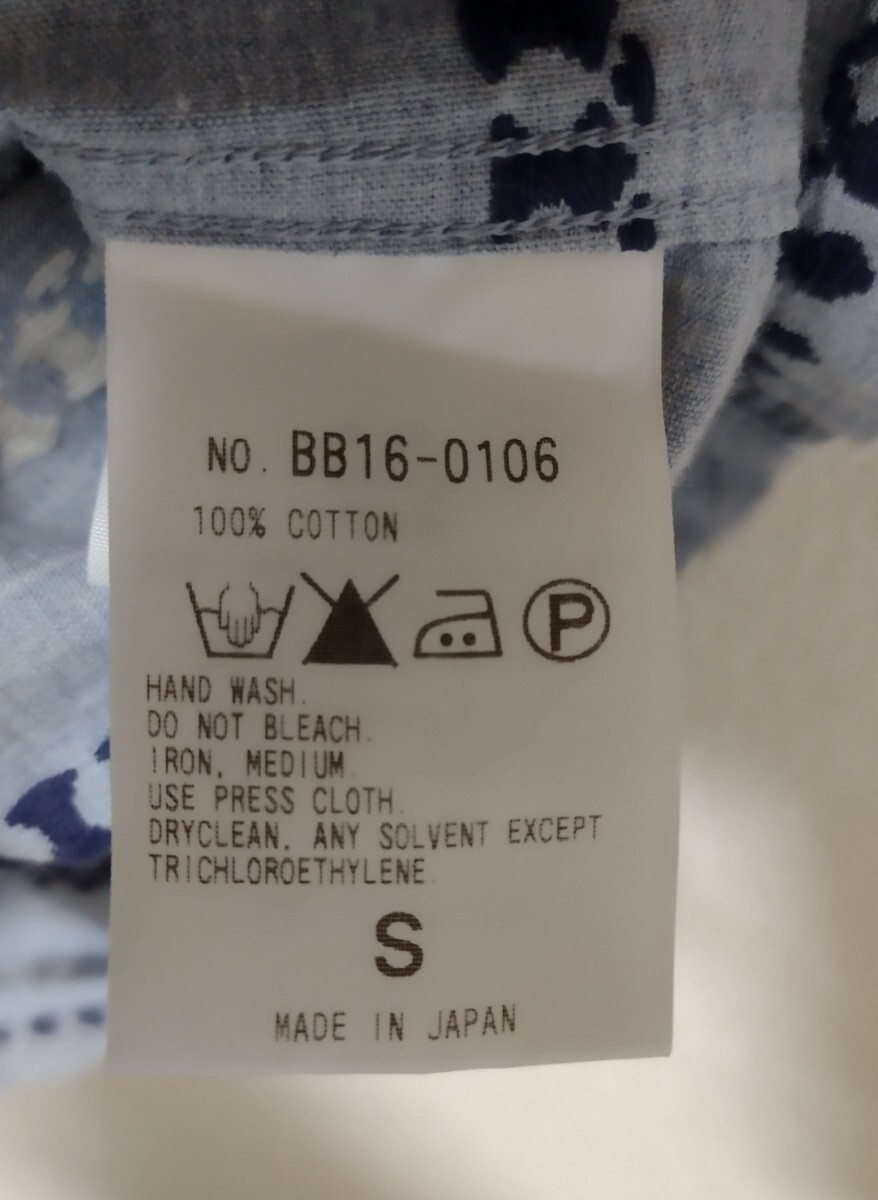 NO. BB16-0106
100% COTTON
P
HAND WASH.
DO NOT BLEACH.
IRON, MEDIUM.
USE PRESS CLOTH.
DRYCLEAN, ANY SOLVENT EXCEPT
TRICHLOROETHYLENE.
S
MADE IN JAPAN